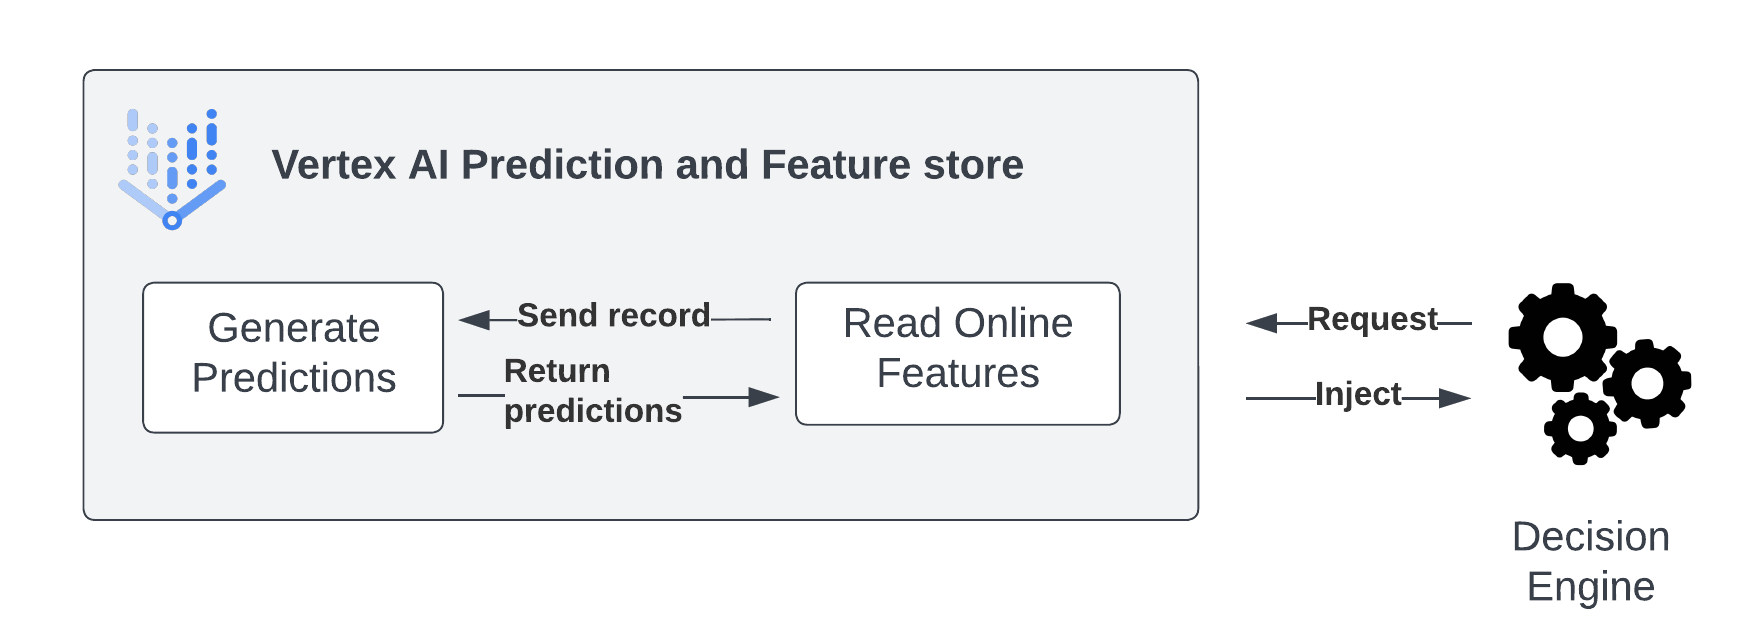 Vertex AI Prediction and Feature store
Generate
Predictions
Send record
Return
predictions
Read Online
Features
Request
Inject
Decision
Engine